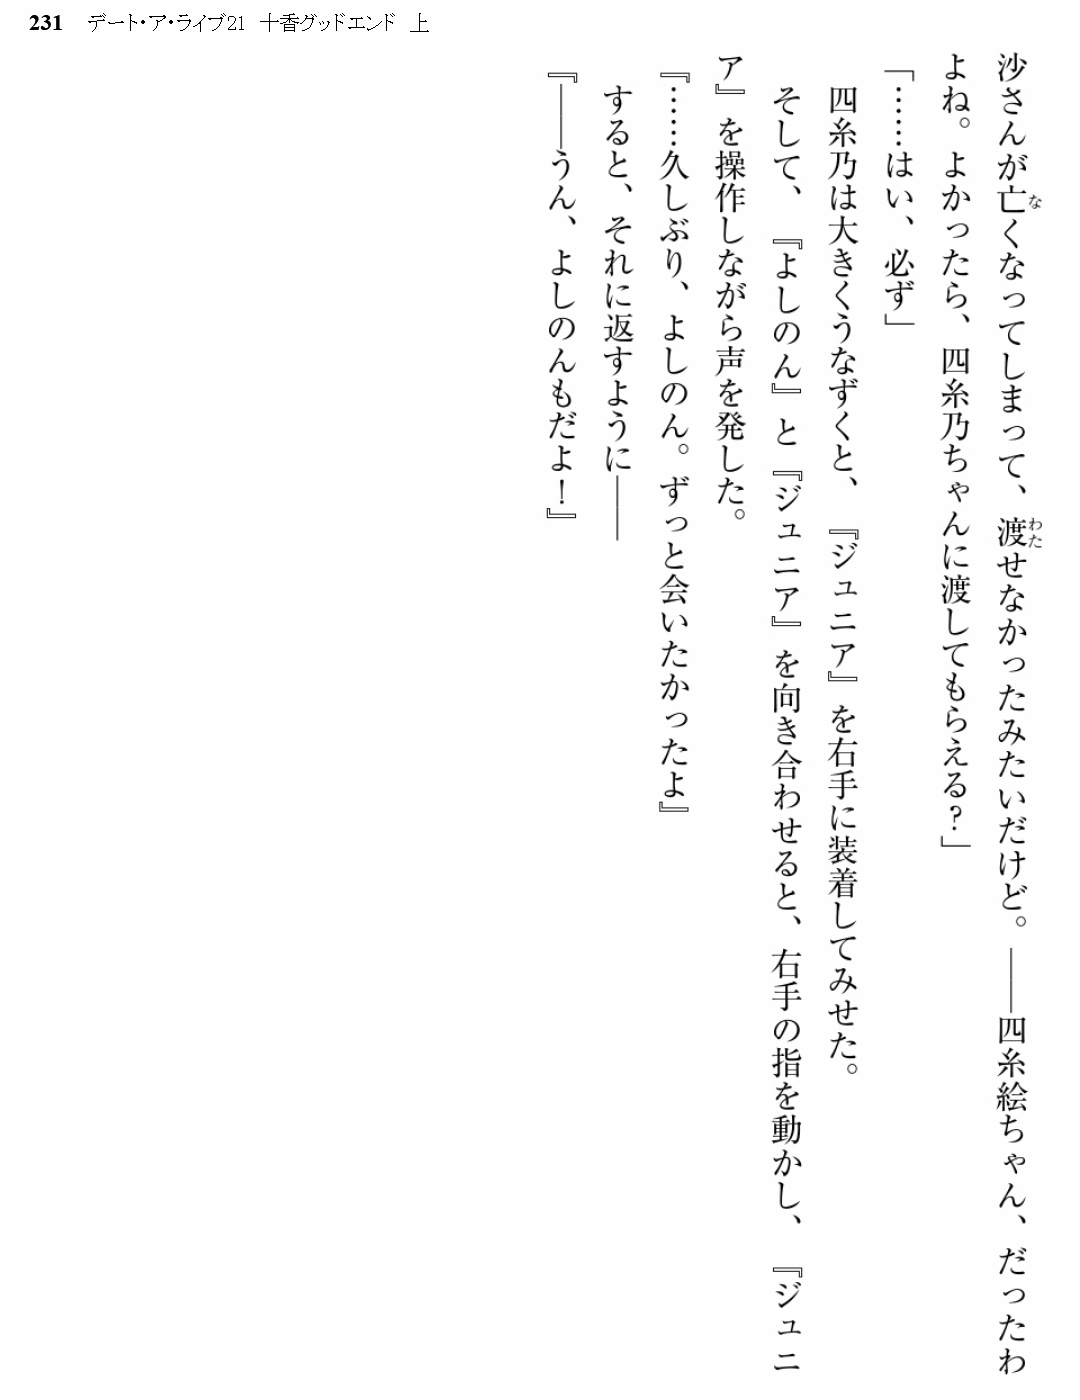 231 デート・ア・ライブ21 十香グッドエンド 上
沙さんが亡くなってしまって、渡せなかったみたいだけど。――四糸絵ちゃん、だったわ
よね。よかったら、四糸乃ちゃんに渡してもらえる?」
「……はい、必ず」
四糸乃は大きくうなずくと、『ジュニア』を右手に装着してみせた。
そして、『よしのん』と『ジュニア』を向き合わせると、右手の指を動かし、『ジュニ
ア』を操作しながら声を発した。
『……久しぶり、よしのん。ずっと会いたかったよ』
すると、それに返すように――
『――うん、よしのんもだよ!』